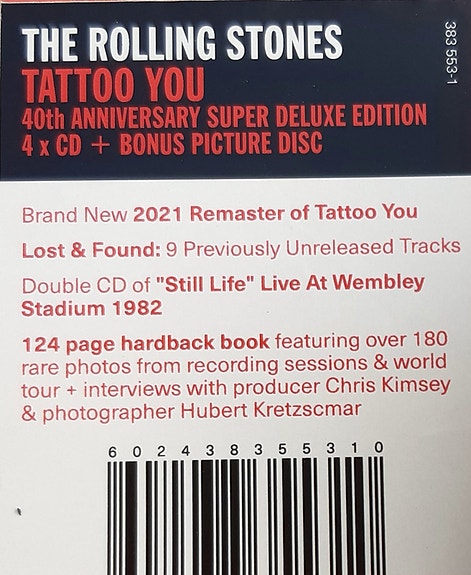 THE ROLLING STONES
TATTOO YOU
40th ANNIVERSARY SUPER DELUXE EDITION
4 x CD + BONUS PICTURE DISC
383 553-1
Brand New 2021 Remaster of Tattoo You
Lost & Found: 9 Previously Unreleased Tracks
Double CD of "Still Life" Live At Wembley
Stadium 1982
124 page hardback book featuring over 180
rare photos from recording sessions & world
tour + interviews with producer Chris Kimsey
& photographer Hubert Kretzscmar
602438355310